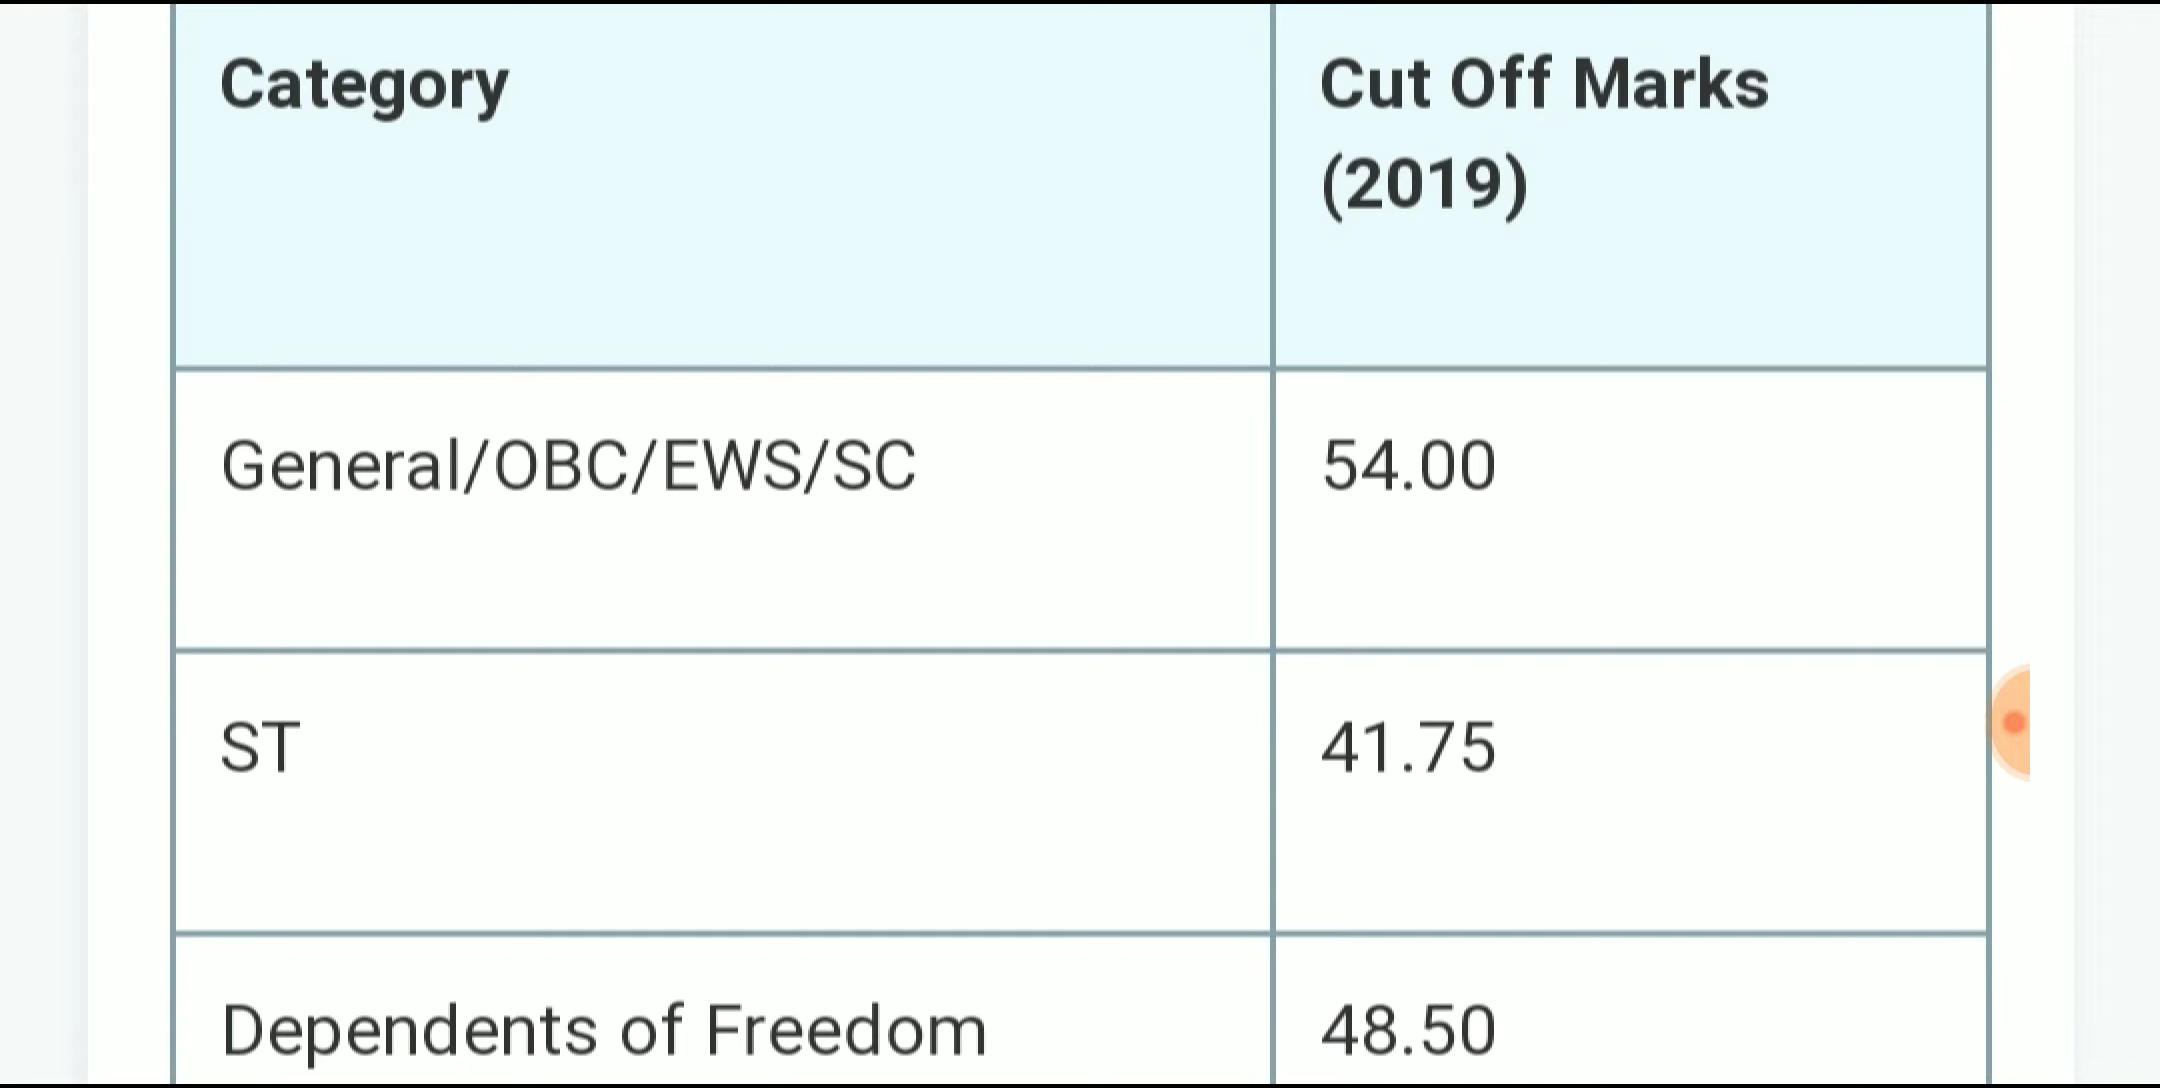 Category
Cut Off Marks
(2019)
General/OBC/EWS/SC
54.00
ST
41.75
Dependents of Freedom
48.50